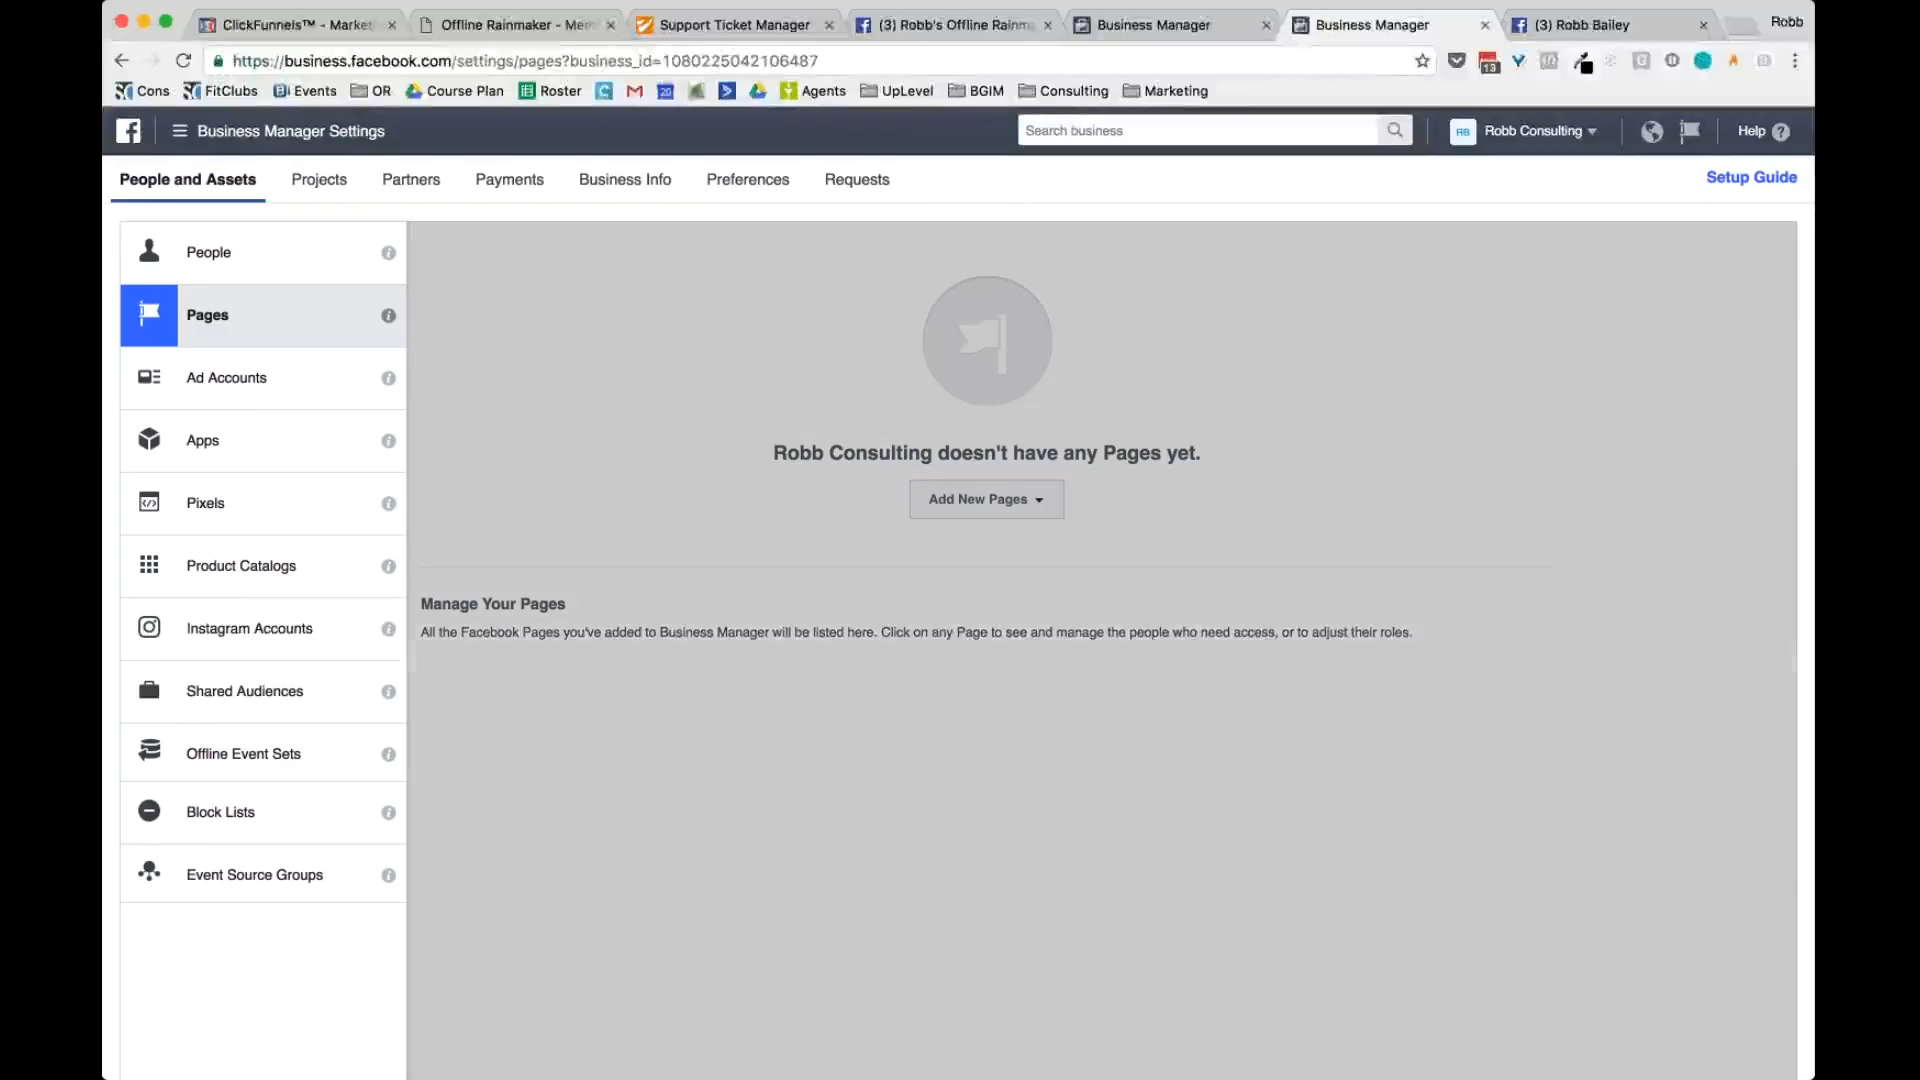 ClickFunnels™ - Market
Offline Rainmaker - Mem
Support Ticket Manager
(3) Robb's Offline Rainma
Business Manager
Business Manager
(3) Robb Bailey
Robb
https://business.facebook.com/settings/pages?business_id=1080225042106487
13
Cons
FitClubs
Events
OR
Course Plan
Roster
20
Agents
UpLevel
BGIM
Consulting
Marketing
Business Manager Settings
Search business
RB
Robb Consulting
Help
People and Assets
Projects
Partners
Payments
Business Info
Preferences
Requests
Setup Guide
People
Pages
Ad Accounts
Apps
Pixels
Product Catalogs
Instagram Accounts
Shared Audiences
Offline Event Sets
Block Lists
Event Source Groups
Robb Consulting doesn't have any Pages yet.
Add New Pages
Manage Your Pages
All the Facebook Pages you've added to Business Manager will be listed here. Click on any Page to see and manage the people who need access, or to adjust their roles.